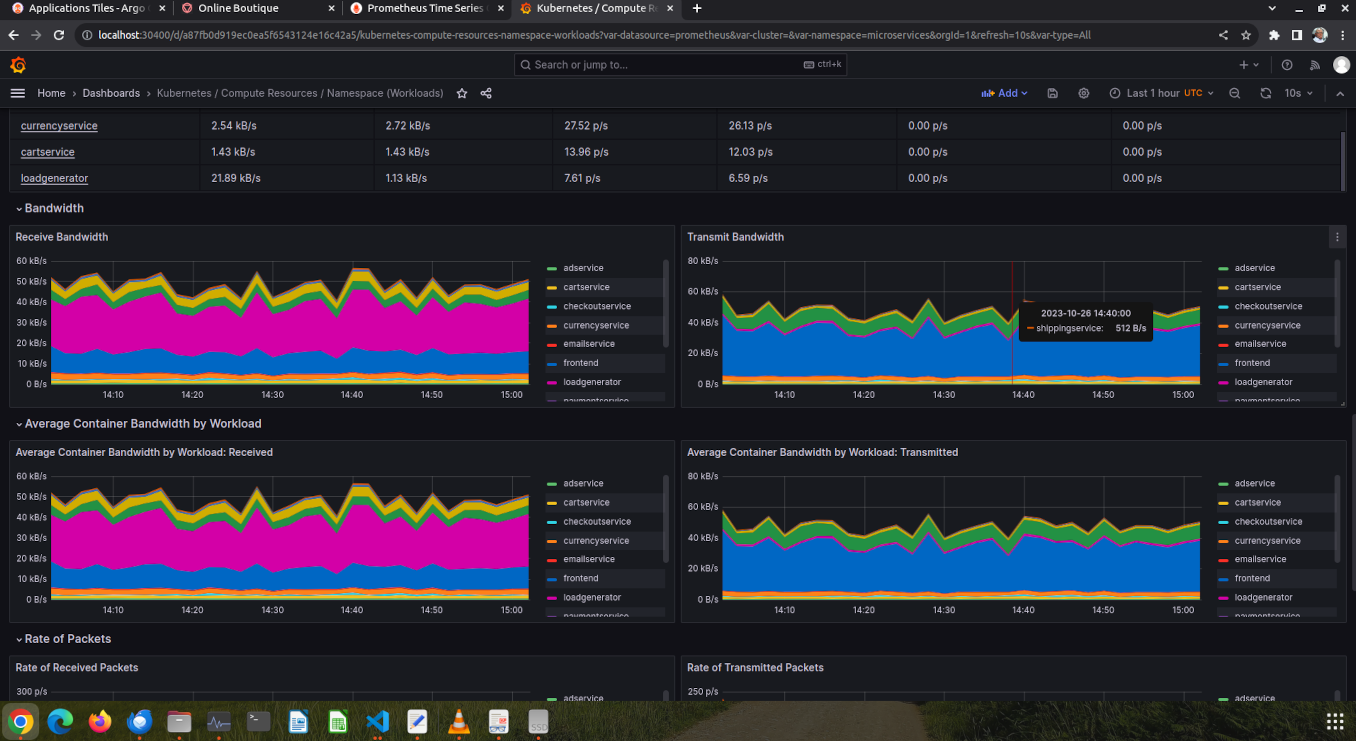 Applications Tiles - Argo
Online Boutique
Prometheus Time Series
Kubernetes / Compute Re
localhost:30400/d/a87fb0d919ec0ea5f6543124e16c42a5/kubernetes-compute-resources-namespace-workloads?var-datasource=prometheus&var-cluster=&var-namespace=microservices&orgId=1&refresh=10s&var-type=All
Search or jump to... ctrl+k
Home > Dashboards > Kubernetes / Compute Resources / Namespace (Workloads) Add Last 1 hour UTC 10s
currencyservice 2.54 kB/s 2.72 kB/s 27.52 p/s 26.13 p/s 0.00 p/s 0.00 p/s
cartservice 1.43 kB/s 1.43 kB/s 13.96 p/s 12.03 p/s 0.00 p/s 0.00 p/s
loadgenerator 21.89 kB/s 1.13 kB/s 7.61 p/s 6.59 p/s 0.00 p/s 0.00 p/s
Bandwidth
Receive Bandwidth
60 kB/s
50 kB/s
40 kB/s
30 kB/s
20 kB/s
10 kB/s
0 B/s
14:10 14:20 14:30 14:40 14:50 15:00
adservice
cartservice
checkoutservice
currencyservice
emailservice
frontend
loadgenerator
paymentservice
Transmit Bandwidth
80 kB/s
60 kB/s
40 kB/s
20 kB/s
0 B/s
14:10 14:20 14:30 14:40 14:50 15:00
2023-10-26 14:40:00
shippingservice: 512 B/s
adservice
cartservice
checkoutservice
currencyservice
emailservice
frontend
loadgenerator
paymentservice
Average Container Bandwidth by Workload
Average Container Bandwidth by Workload: Received
60 kB/s
50 kB/s
40 kB/s
30 kB/s
20 kB/s
10 kB/s
0 B/s
14:10 14:20 14:30 14:40 14:50 15:00
adservice
cartservice
checkoutservice
currencyservice
emailservice
frontend
loadgenerator
paymentservice
Average Container Bandwidth by Workload: Transmitted
80 kB/s
60 kB/s
40 kB/s
20 kB/s
0 B/s
14:10 14:20 14:30 14:40 14:50 15:00
adservice
cartservice
checkoutservice
currencyservice
emailservice
frontend
loadgenerator
paymentservice
Rate of Packets
Rate of Received Packets
300 p/s
adservice
Rate of Transmitted Packets
250 p/s
adservice
SSD